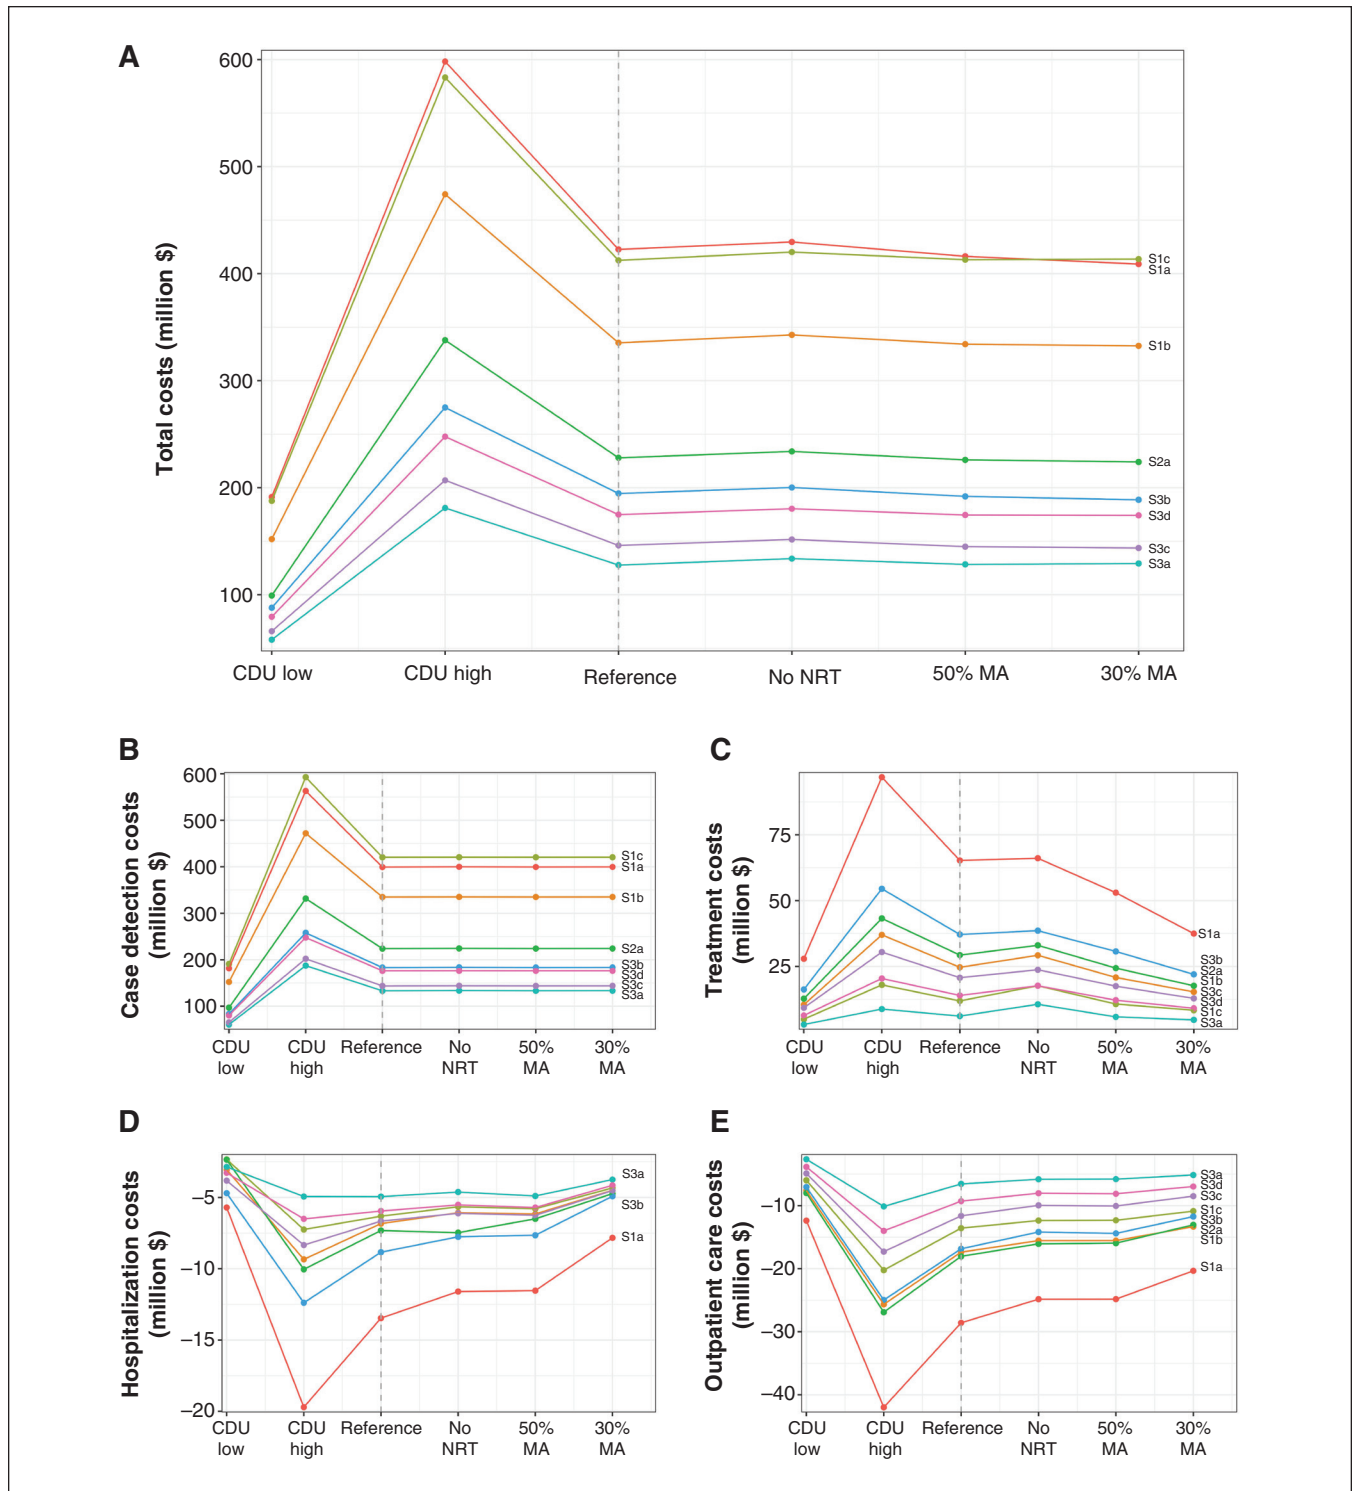 A
Total costs (million $)
600
500
400
300
200
100
S1c
S1a
S1b
S2a
S3b
S3d
S3c
S3a
CDU low
CDU high
Reference
No NRT
50% MA
30% MA
B
Case detection costs
(million $)
600
500
400
300
200
100
S1c
S1a
S1b
S2a
S3b
S3d
S3c
S3a
CDU
low
CDU
high
Reference
No
NRT
50%
MA
30%
MA
C
Treatment costs
(million $)
75
50
25
S1a
S3b
S2a
S1b
S3c
S3d
S1c
S3a
CDU
low
CDU
high
Reference
No
NRT
50%
MA
30%
MA
D
Hospitalization costs
(million $)
−5
−10
−15
−20
S3a
S3b
S1a
CDU
low
CDU
high
Reference
No
NRT
50%
MA
30%
MA
E
Outpatient care costs
(million $)
−10
−20
−30
−40
S3a
S3d
S3c
S1c
S3b
S2a
S1b
S1a
CDU
low
CDU
high
Reference
No
NRT
50%
MA
30%
MA